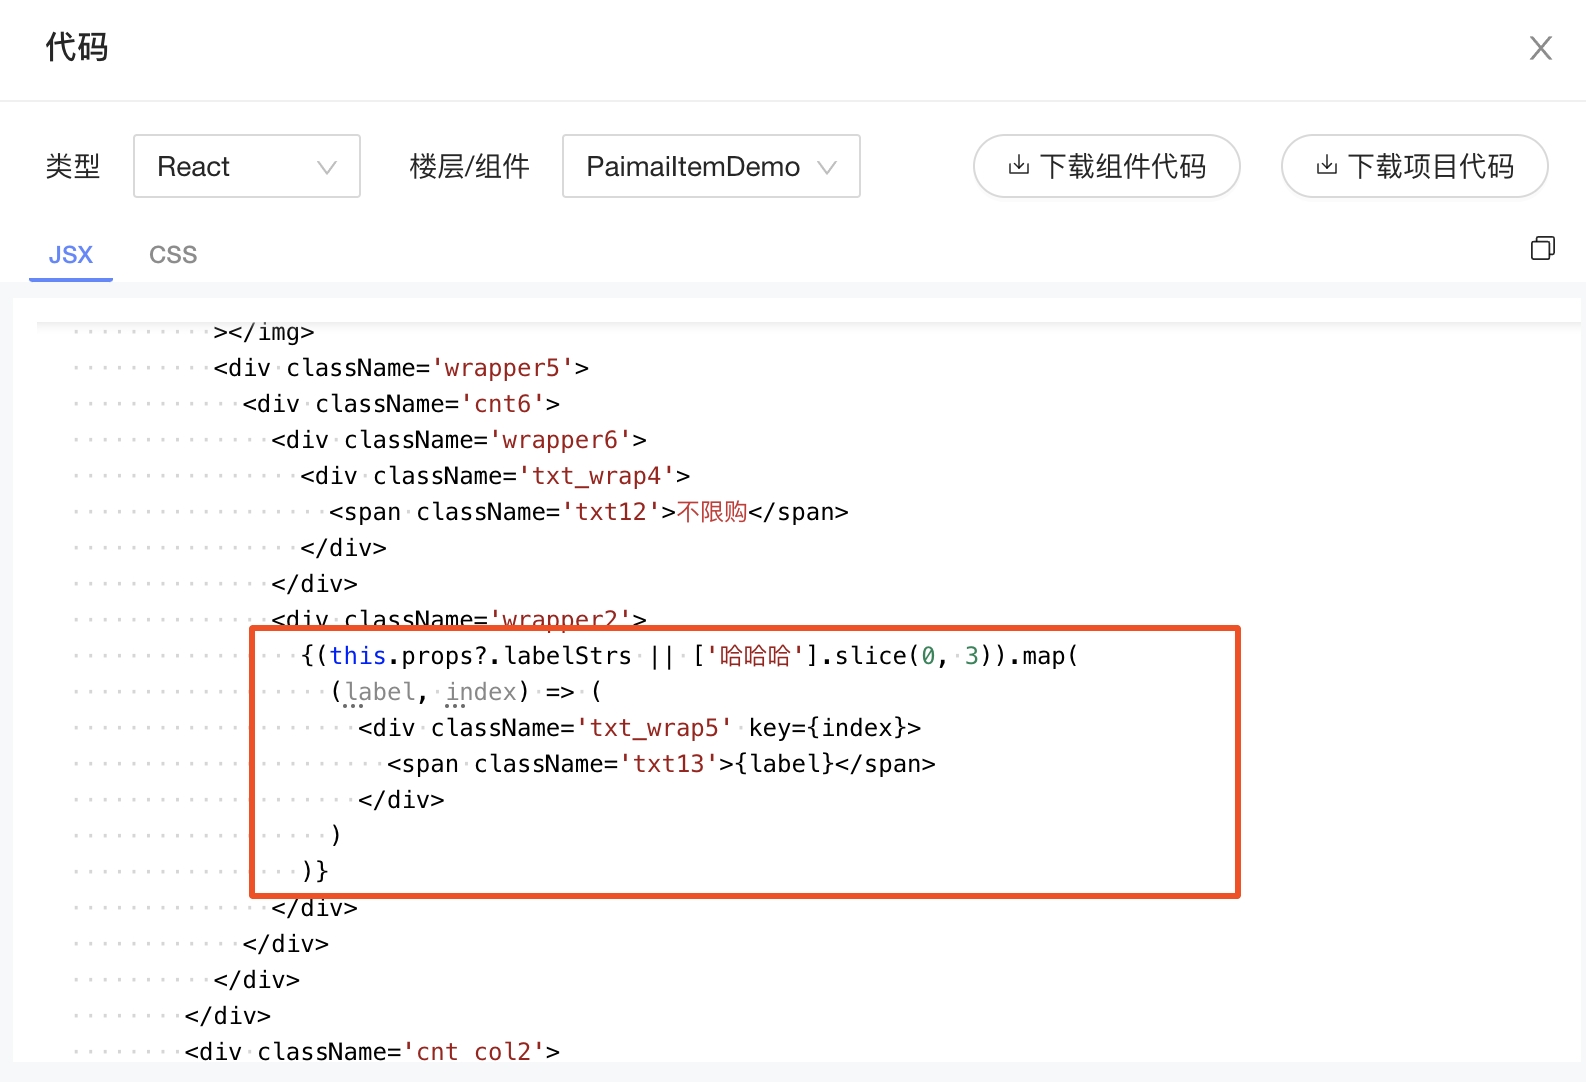 代码
类型 React 楼层/组件 PaimaiItemDemo 下载组件代码 下载项目代码
JSX CSS
></img>
<div className='wrapper5'>
<div className='cnt6'>
<div className='wrapper6'>
<div className='txt_wrap4'>
<span className='txt12'>不限购</span>
</div>
</div>
<div className='wrapper2'>
{(this.props?.labelStrs || ['哈哈哈'].slice(0, 3)).map(
(label, index) => (
<div className='txt_wrap5' key={index}>
<span className='txt13'>{label}</span>
</div>
)
)}
</div>
</div>
</div>
</div>
<div className='cnt_col2'>